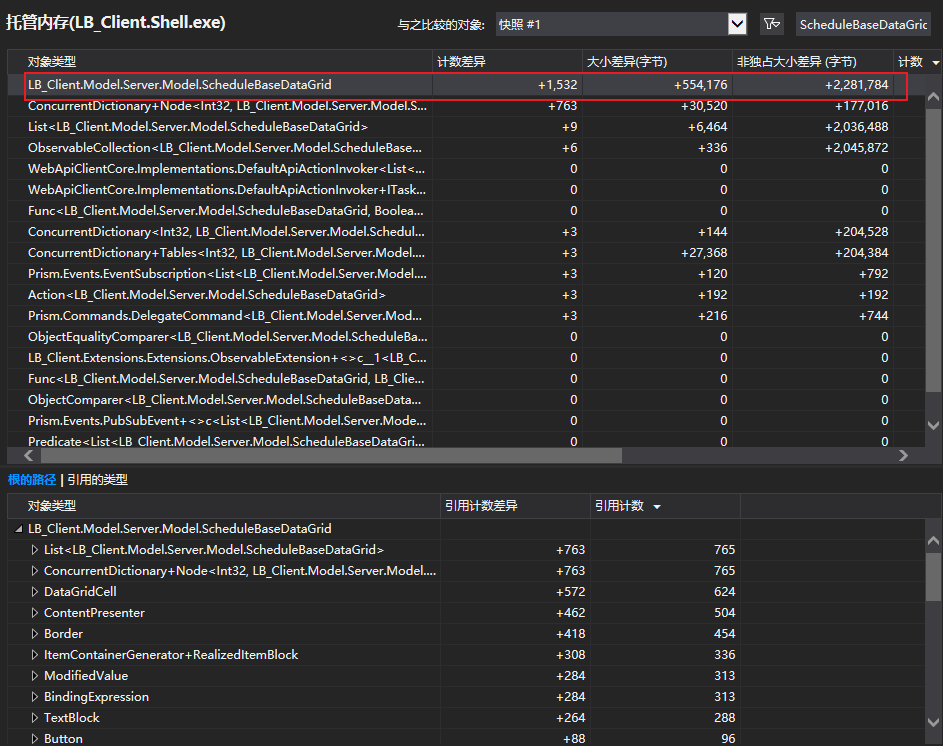 托管内存(LB_Client.Shell.exe)
与之比较的对象: 快照 #1 ScheduleBaseDataGric
对象类型 计数差异 大小差异(字节) 非独占大小差异 (字节) 计数
LB_Client.Model.Server.Model.ScheduleBaseDataGrid +1,532 +554,176 +2,281,784
ConcurrentDictionary+Node<Int32, LB_Client.Model.Server.Model.S... +763 +30,520 +177,016
List<LB_Client.Model.Server.Model.ScheduleBaseDataGrid> +9 +6,464 +2,036,488
ObservableCollection<LB_Client.Model.Server.Model.ScheduleBase... +6 +336 +2,045,872
WebApiClientCore.Implementations.DefaultApiActionInvoker<List<... 0 0 0
WebApiClientCore.Implementations.DefaultApiActionInvoker+ITask... 0 0 0
Func<LB_Client.Model.Server.Model.ScheduleBaseDataGrid, Boolea... 0 0 0
ConcurrentDictionary<Int32, LB_Client.Model.Server.Model.Schedul... +3 +144 +204,528
ConcurrentDictionary+Tables<Int32, LB_Client.Model.Server.Model.... +3 +27,368 +204,384
Prism.Events.EventSubscription<List<LB_Client.Model.Server.Model.... +3 +120 +792
Action<LB_Client.Model.Server.Model.ScheduleBaseDataGrid> +3 +192 +192
Prism.Commands.DelegateCommand<LB_Client.Model.Server.Mod... +3 +216 +744
ObjectEqualityComparer<LB_Client.Model.Server.Model.ScheduleBa... 0 0 0
LB_Client.Extensions.Extensions.ObservableExtension+<>c__1<LB_C... 0 0 0
Func<LB_Client.Model.Server.Model.ScheduleBaseDataGrid, LB_Clie... 0 0 0
ObjectComparer<LB_Client.Model.Server.Model.ScheduleBaseData... 0 0 0
Prism.Events.PubSubEvent+<>c<List<LB_Client.Model.Server.Mode... 0 0 0
Predicate<List<LB_Client.Model.Server.Model.ScheduleBaseDataGri... 0 0 0
根的路径 | 引用的类型
对象类型 引用计数差异 引用计数
LB_Client.Model.Server.Model.ScheduleBaseDataGrid
List<LB_Client.Model.Server.Model.ScheduleBaseDataGrid> +763 765
ConcurrentDictionary+Node<Int32, LB_Client.Model.Server.Model.... +763 765
DataGridCell +572 624
ContentPresenter +462 504
Border +418 454
ItemContainerGenerator+RealizedItemBlock +308 336
ModifiedValue +284 313
BindingExpression +284 313
TextBlock +264 288
Button +88 96